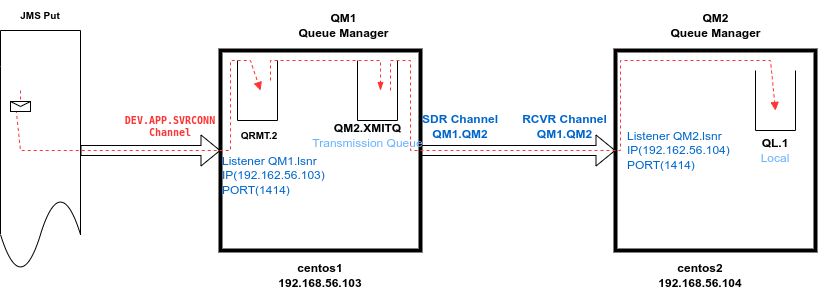 JMS Put
QM1
Queue Manager
QM2
Queue Manager
DEV.APP.SVRCONN
Channel
QRMT.2
QM2.XMITQ
Transmission Queue
SDR Channel
QM1.QM2
RCVR Channel
QM1.QM2
Listener QM1.lsnr
IP(192.162.56.103)
PORT(1414)
Listener QM2.lsnr
IP(192.162.56.104)
PORT(1414)
QL.1
Local
centos1
192.168.56.103
centos2
192.168.56.104